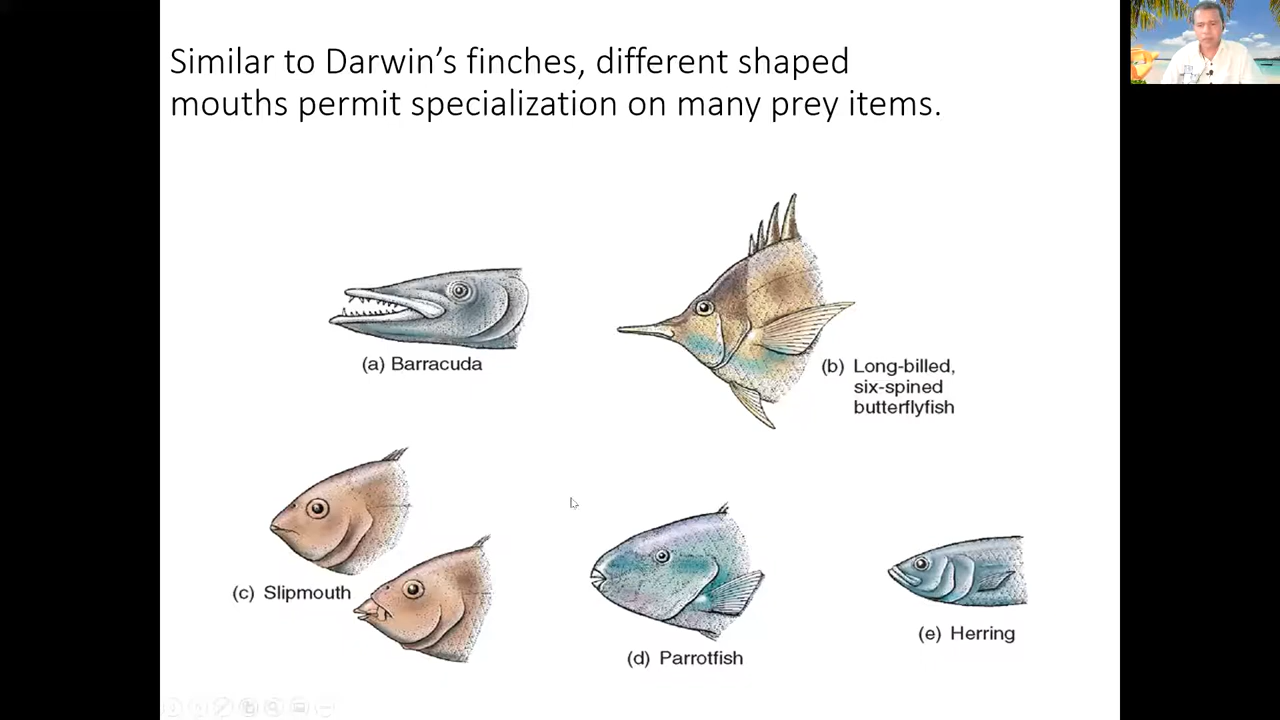 Similar to Darwin's finches, different shaped
mouths permit specialization on many prey items.
(a) Barracuda
(b) Long-billed,
six-spined
butterflyfish
(c) Slipmouth
(d) Parrotfish
(e) Herring